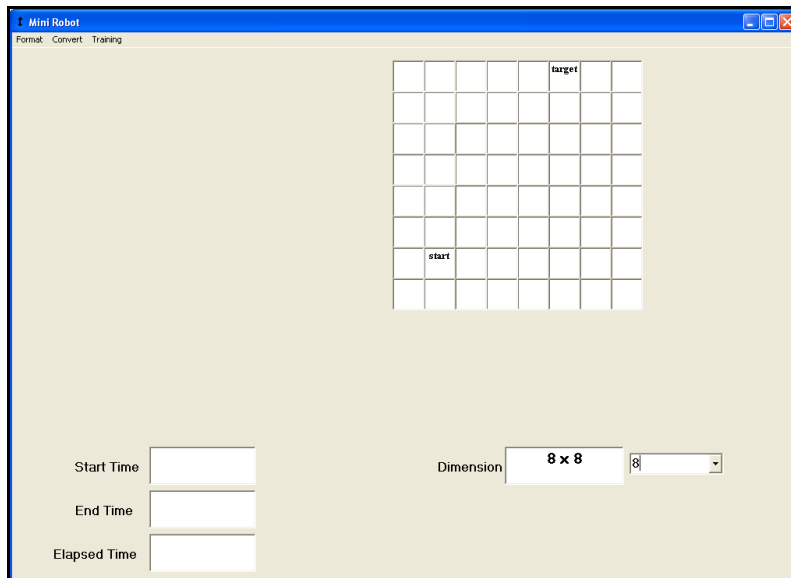 Mini Robot
Format Convert Training
target
start
Start Time
Dimension
8 x 8
8
End Time
Elapsed Time